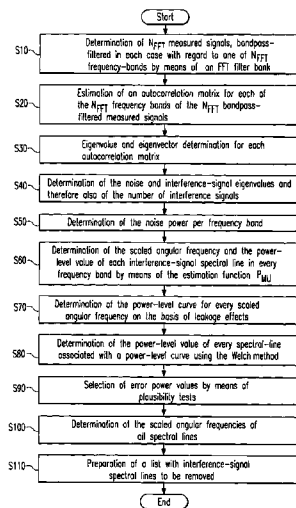 Start
S10
Determination of NFFT measured signals, bandpass-
filtered in each case with regard to one of NFFT
frequency-bands by means of an FFT filter bank
S20
Estimation of an autocorrelation matrix for each of
the NFFT frequency bands of the NFFT bandpass-
filtered measured signals
S30
Eigenvalue and eigenvector determination for each
autocorrelation matrix
S40
Determination of the noise and interference-signal eigenvalues and
therefore also of the number of interference signals
S50
Determination of the noise power per frequency band
S60
Determination of the scaled angular frequency and the power-
level value of each interference-signal spectral line in every
frequency band by means of the estimation function PMU
S70
Determination of the power-level curve for every scaled
angular frequency on the basis of leakage effects
S80
Determination of the power-level value of every spectral-line
associated with a power-level curve using the Welch method
S90
Selection of error power values by means of
plausibility tests
S100
Determination of the scaled angular frequencies of
all spectral lines
S110
Preparation of a list with interference-signal
spectral lines to be removed
End